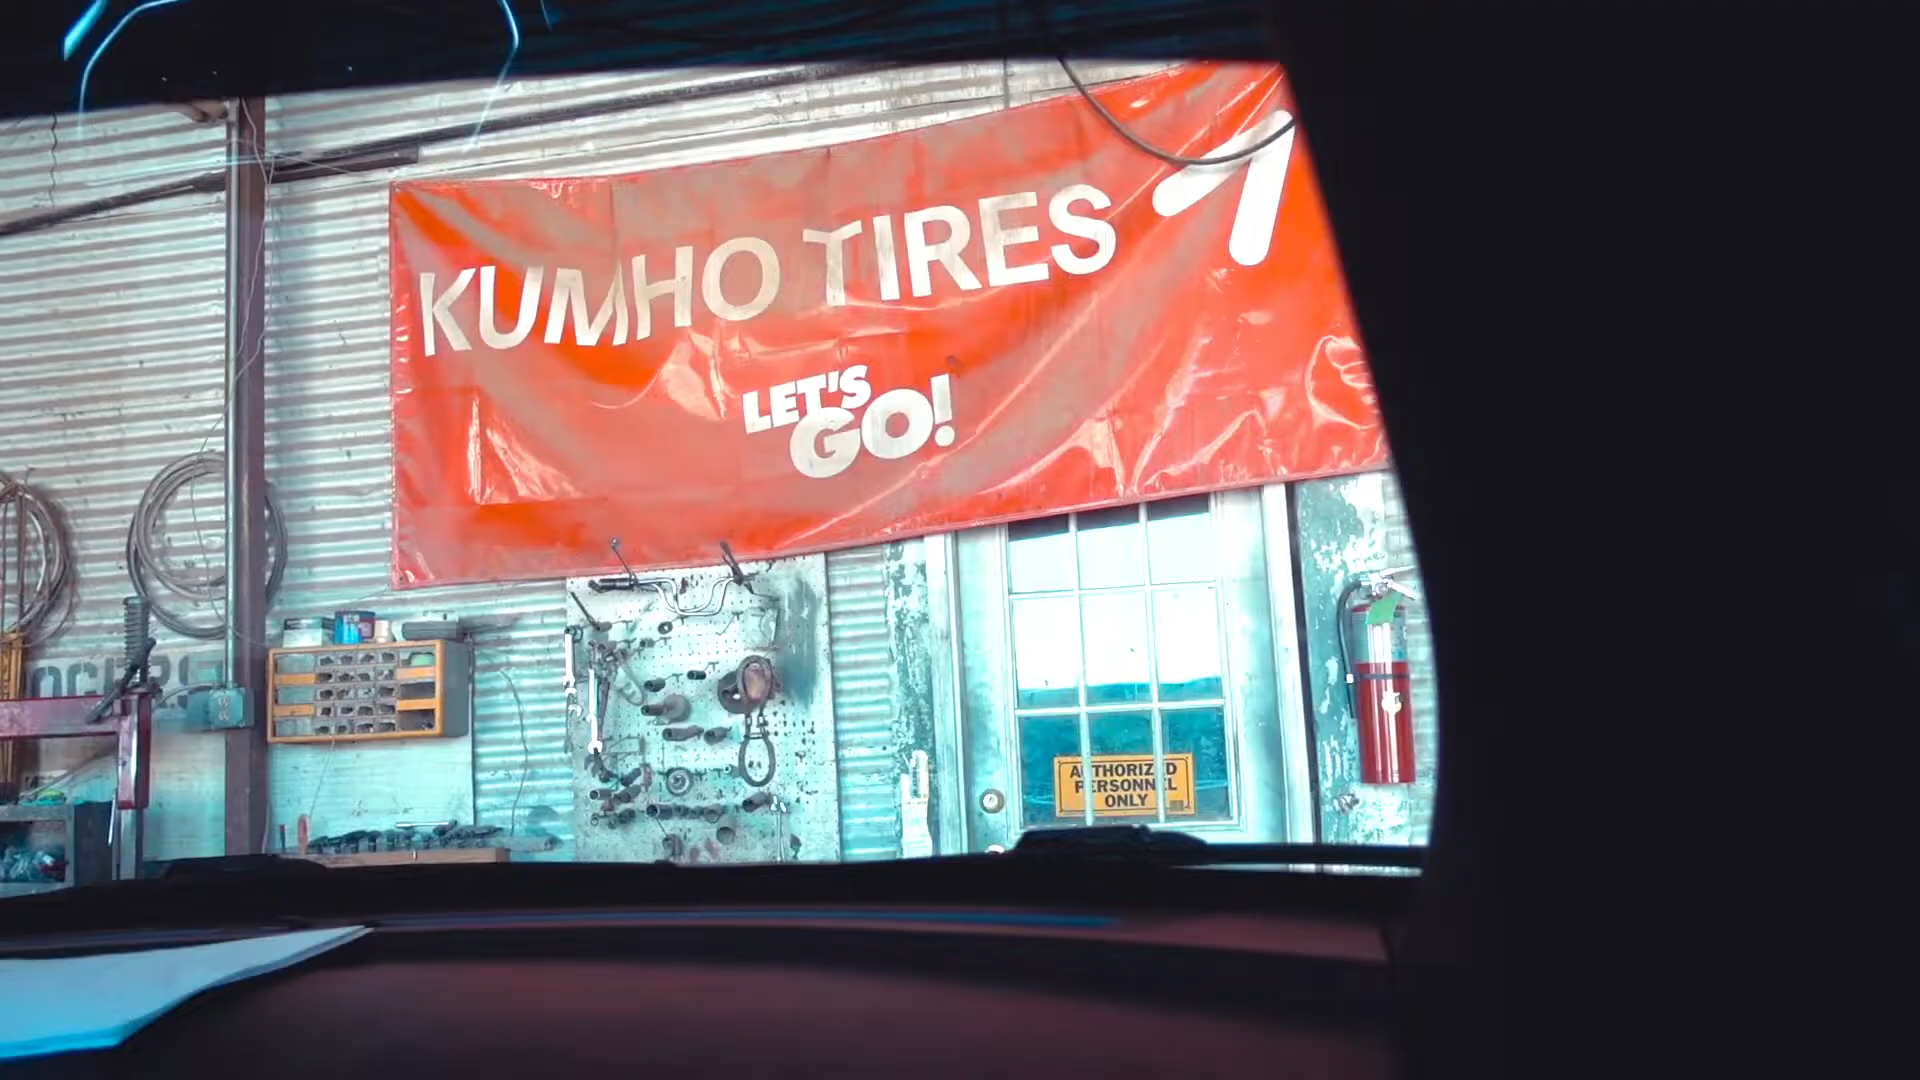 KUMHO TIRES
LET'S
GO!
AUTHORIZED
PERSONNEL
ONLY